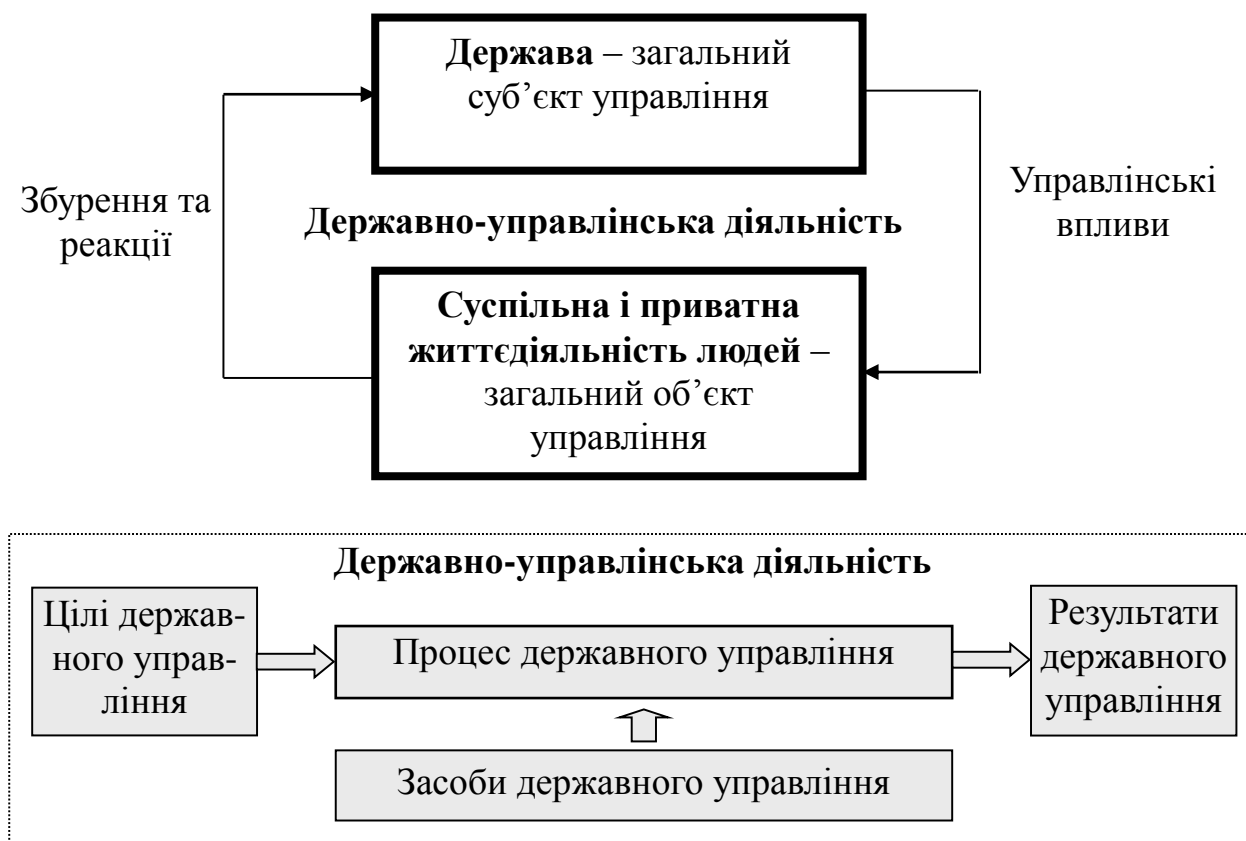 Держава – загальний
суб’єкт управління
Збурення та
реакції
Управлінські
впливи
Державно-управлінська діяльність
Суспільна і приватна
життєдіяльність людей –
загальний об’єкт
управління
Державно-управлінська діяльність
Цілі держав-
ного управ-
ління
Процес державного управління
Результати
державного
управління
Засоби державного управління